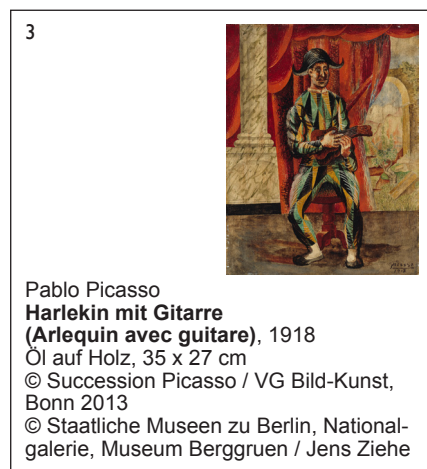 3
Pablo Picasso
Harlekin mit Gitarre
(Arlequin avec guitare), 1918
Öl auf Holz, 35 x 27 cm
© Succession Picasso / VG Bild-Kunst,
Bonn 2013
© Staatliche Museen zu Berlin, National-
galerie, Museum Berggruen / Jens Ziehe